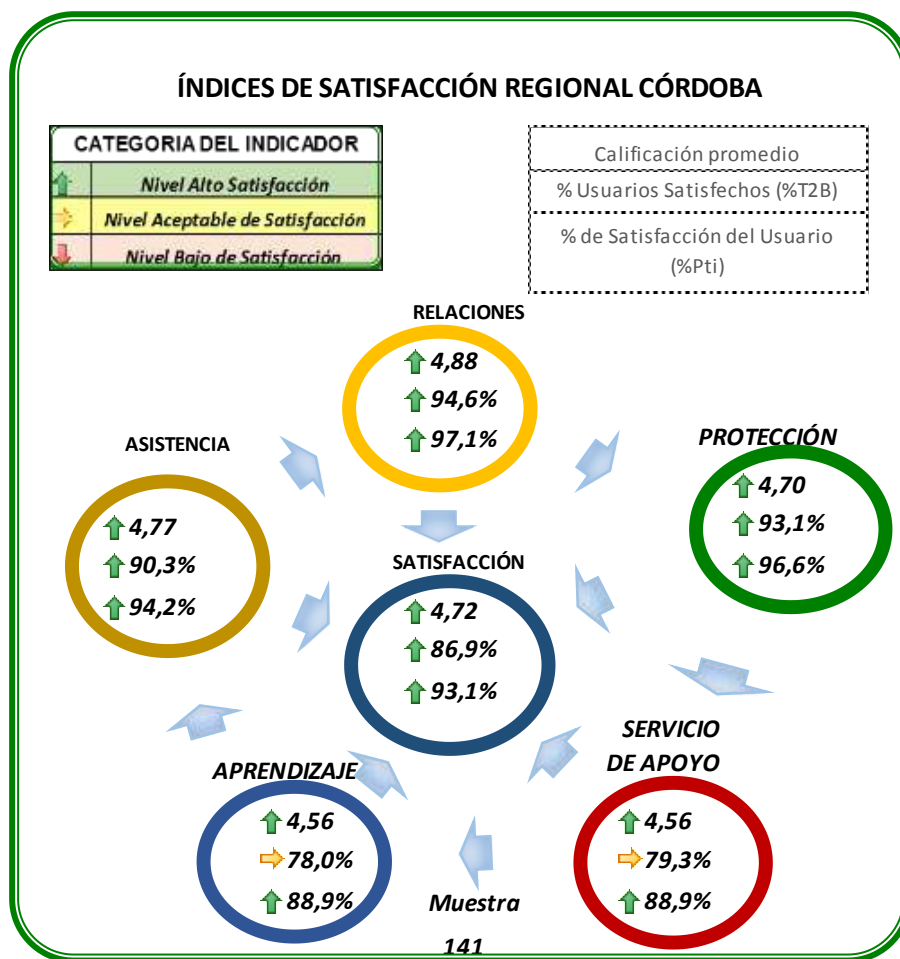 ÍNDICES DE SATISFACCIÓN REGIONAL CÓRDOBA
CATEGORIA DEL INDICADOR
Nivel Alto Satisfacción
Nivel Aceptable de Satisfacción
Nivel Bajo de Satisfacción
Calificación promedio
% Usuarios Satisfechos (%T2B)
% de Satisfacción del Usuario
(%Pti)
RELACIONES
4,88
94,6%
97,1%
ASISTENCIA
4,77
90,3%
94,2%
PROTECCIÓN
4,70
93,1%
96,6%
SATISFACCIÓN
4,72
86,9%
93,1%
APRENDIZAJE
4,56
78,0%
88,9%
SERVICIO
DE APOYO
4,56
79,3%
88,9%
Muestra
141